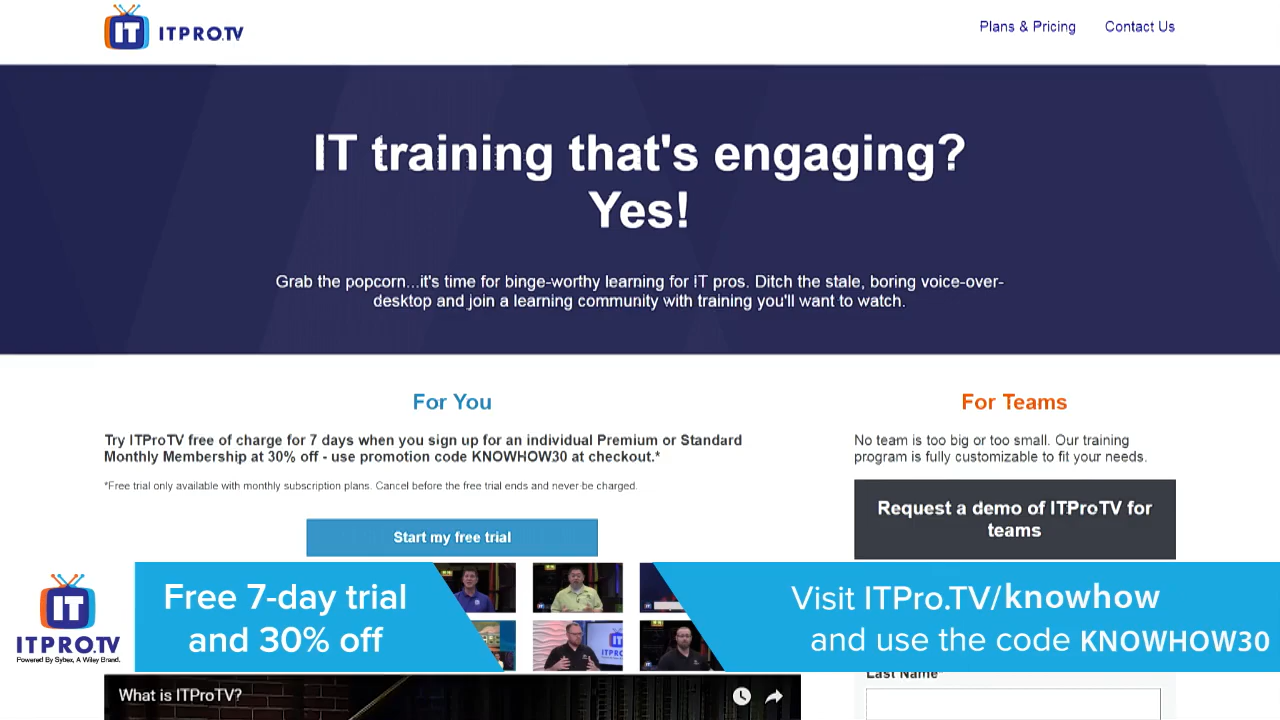 IT
ITPRO.TV
Plans & Pricing
Contact Us
IT training that's engaging?
Yes!
Grab the popcorn...it's time for binge-worthy learning for IT pros. Ditch the stale, boring voice-over-
desktop and join a learning community with training you'll want to watch.
For You
Try ITProTV free of charge for 7 days when you sign up for an individual Premium or Standard
Monthly Membership at 30% off - use promotion code KNOWHOW30 at checkout.*
*Free trial only available with monthly subscription plans. Cancel before the free trial ends and never be charged.
Start my free trial
For Teams
No team is too big or too small. Our training
program is fully customizable to fit your needs.
Request a demo of ITProTV for
teams
IT
ITPRO.TV
Powered By Sybex, A Wiley Brand.
Free 7-day trial
and 30% off
Visit ITPro.TV/knowhow
and use the code KNOWHOW30
Last Name*
What is ITProTV?